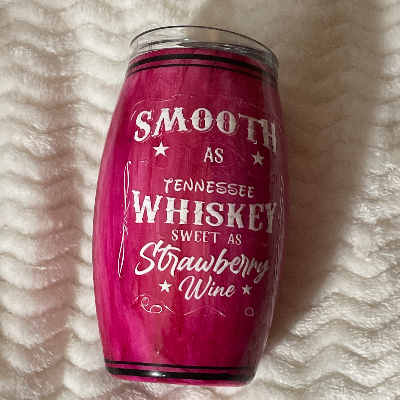 SMOOTH
AS
TENNESSEE
WHISKEY
SWEET AS
Strawberry
Wine